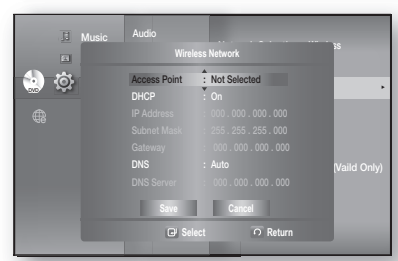 Music
Audio
Wireless Network
Access Point : Not Selected
DHCP : On
IP Address : 000 . 000 . 000 . 000
Subnet Mask : 255 . 255 . 255 . 000
Gateway : 000 . 000 . 000 . 000
DNS : Auto
(Vaild Only)
DNS Server : 000 . 000 . 000 . 000
Save Cancel
Select Return
DVD